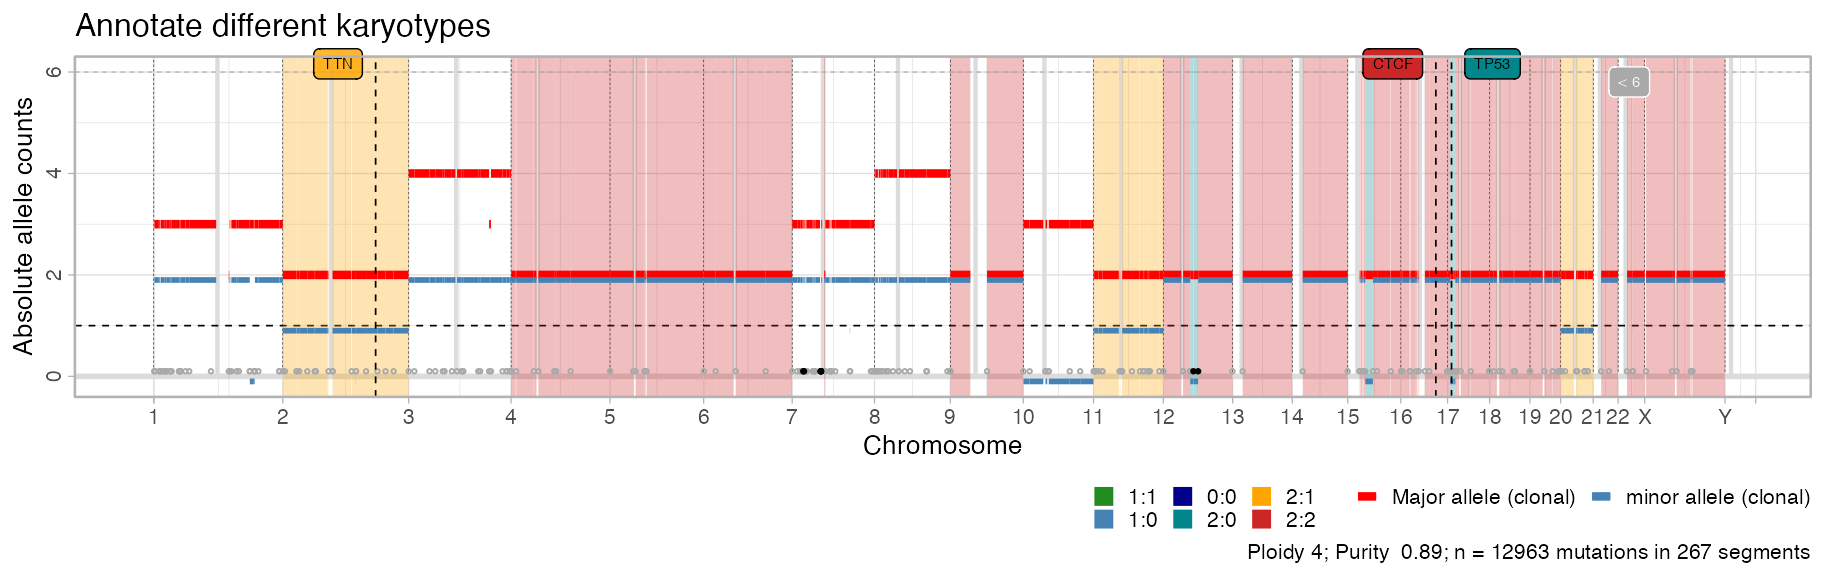 Annotate different karyotypes
TTN
CTCF
TP53
< 6
Absolute allele counts
6
4
2
0
1 2 3 4 5 6 7 8 9 10 11 12 13 14 15 16 17 18 19 20 21 22 X Y
Chromosome
1:1 0:0 2:1 Major allele (clonal) minor allele (clonal)
1:0 2:0 2:2
Ploidy 4; Purity 0.89; n = 12963 mutations in 267 segments